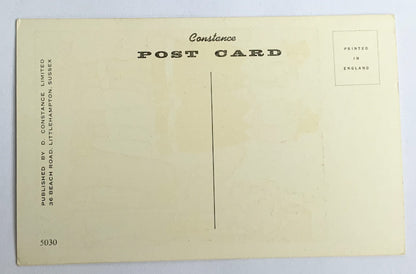 Constance
POST CARD
PRINTED
IN
ENGLAND
PUBLISHED BY D. CONSTANCE LIMITED
36 BEACH ROAD, LITTLEHAMPTON, SUSSEX
5030